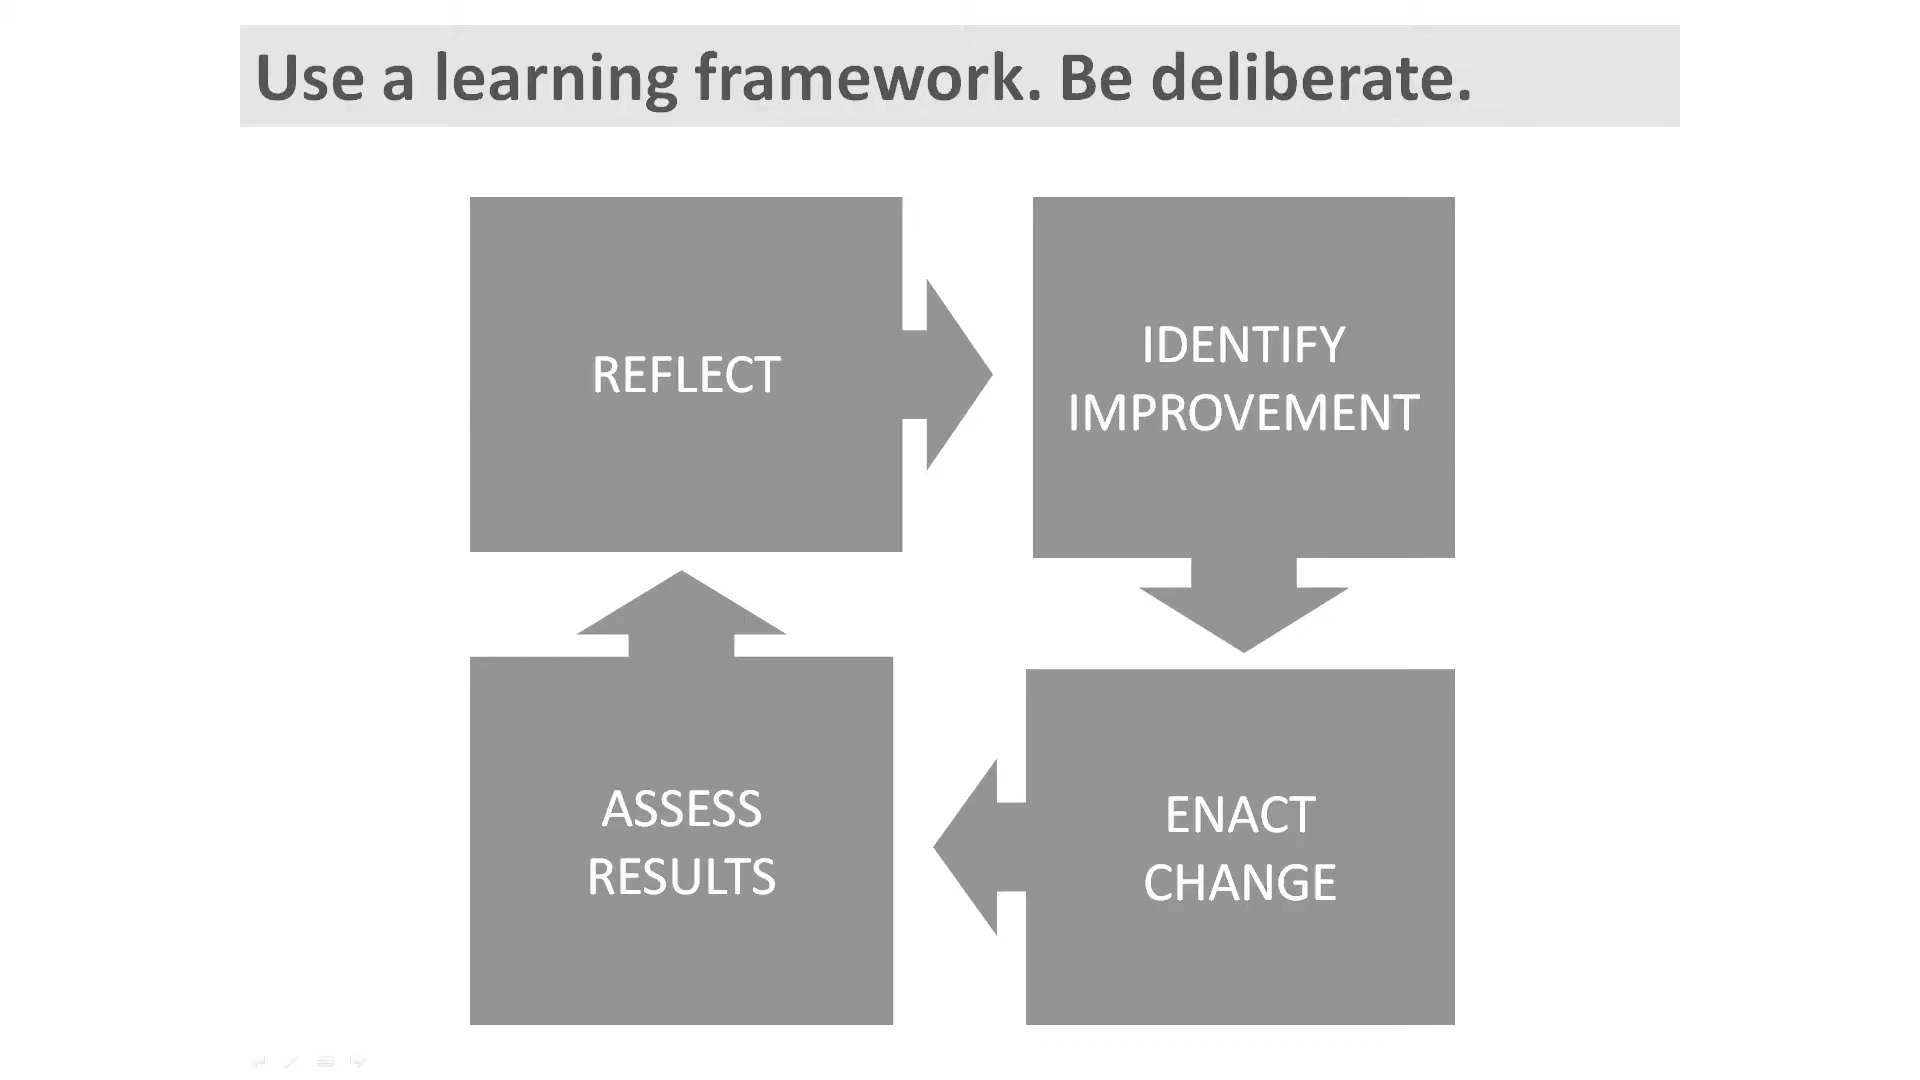 Use a learning framework. Be deliberate.
REFLECT
IDENTIFY
IMPROVEMENT
ASSESS
RESULTS
ENACT
CHANGE